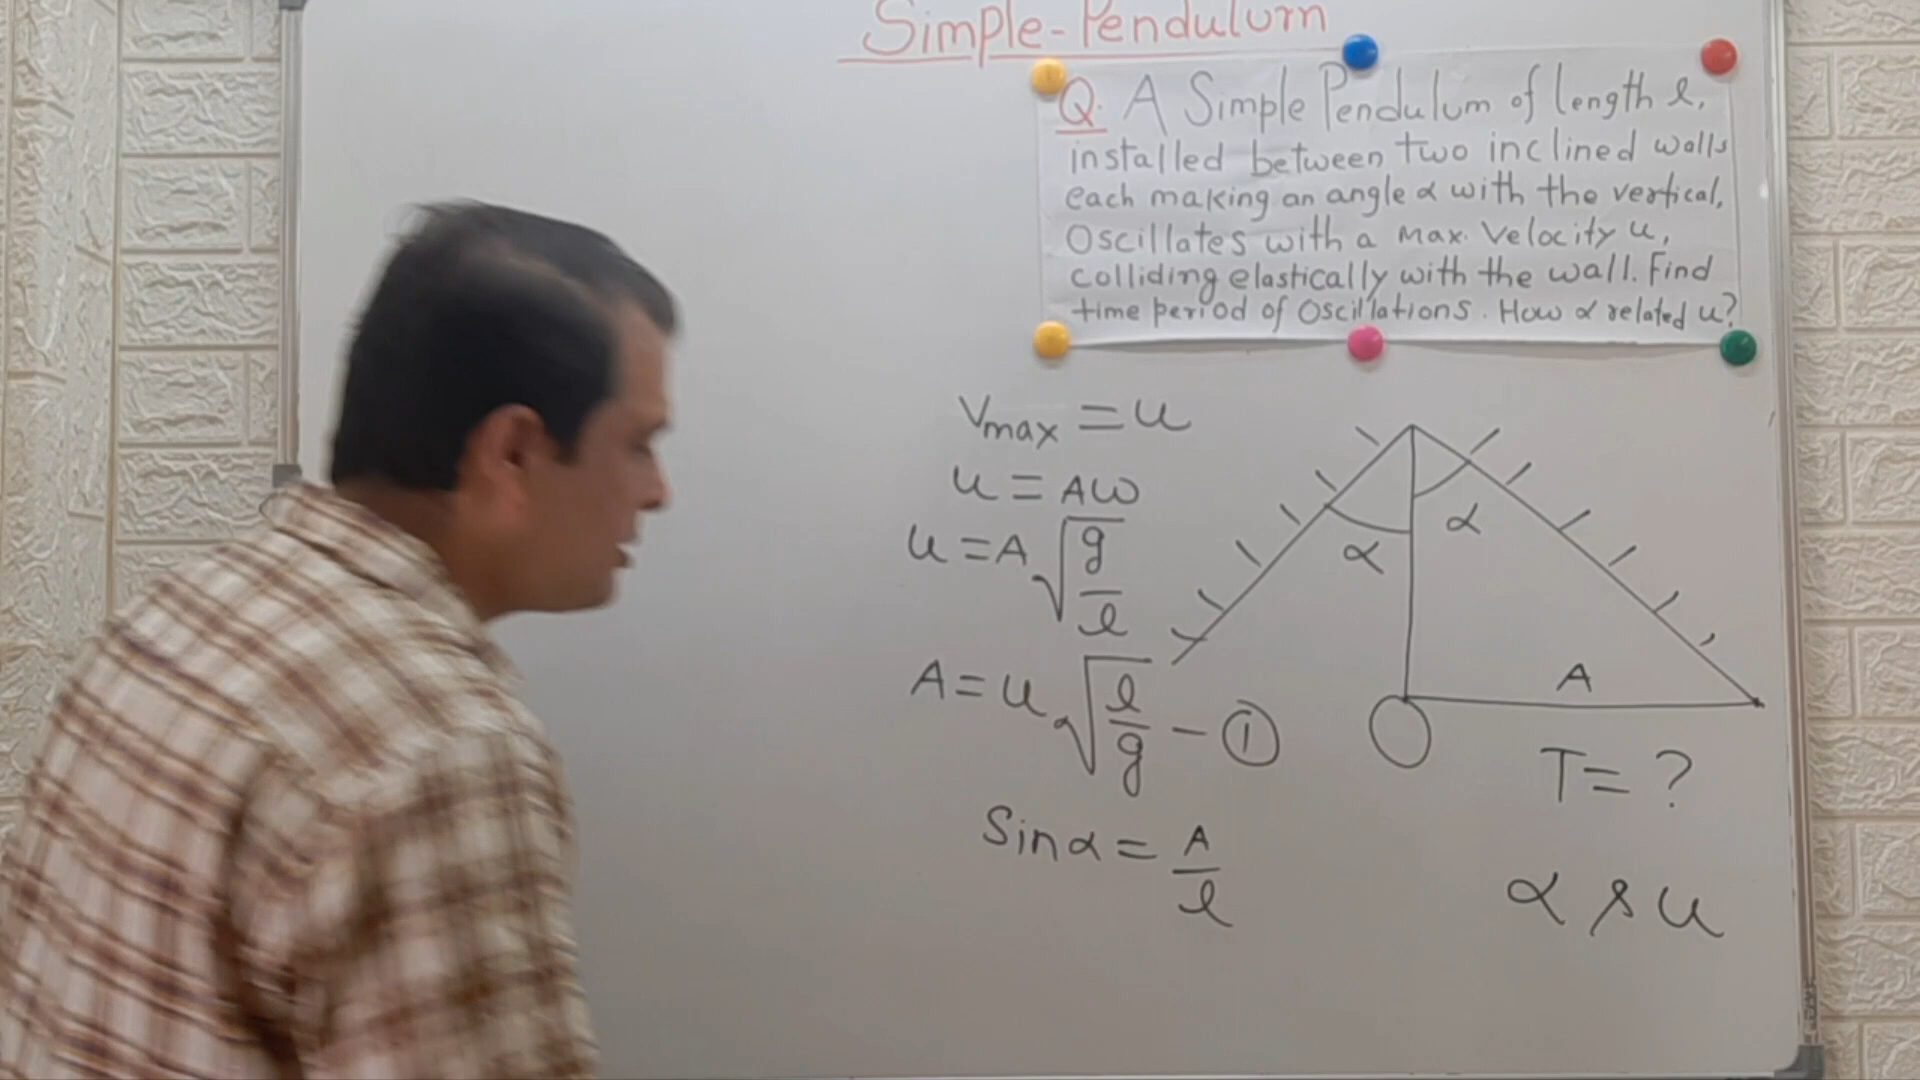 Simple-Pendulum
Q. A Simple Pendulum of length l,
installed between two inclined walls
each making an angle α with the vertical,
Oscillates with a max. Velocity u,
colliding elastically with the wall. Find
time period of oscillations. How α related u?
Vmax = u
u = Aω
u = A√(g/l)
A = u√(l/g) - ①
Sinα = A/l
α
α
A
T = ?
α & u